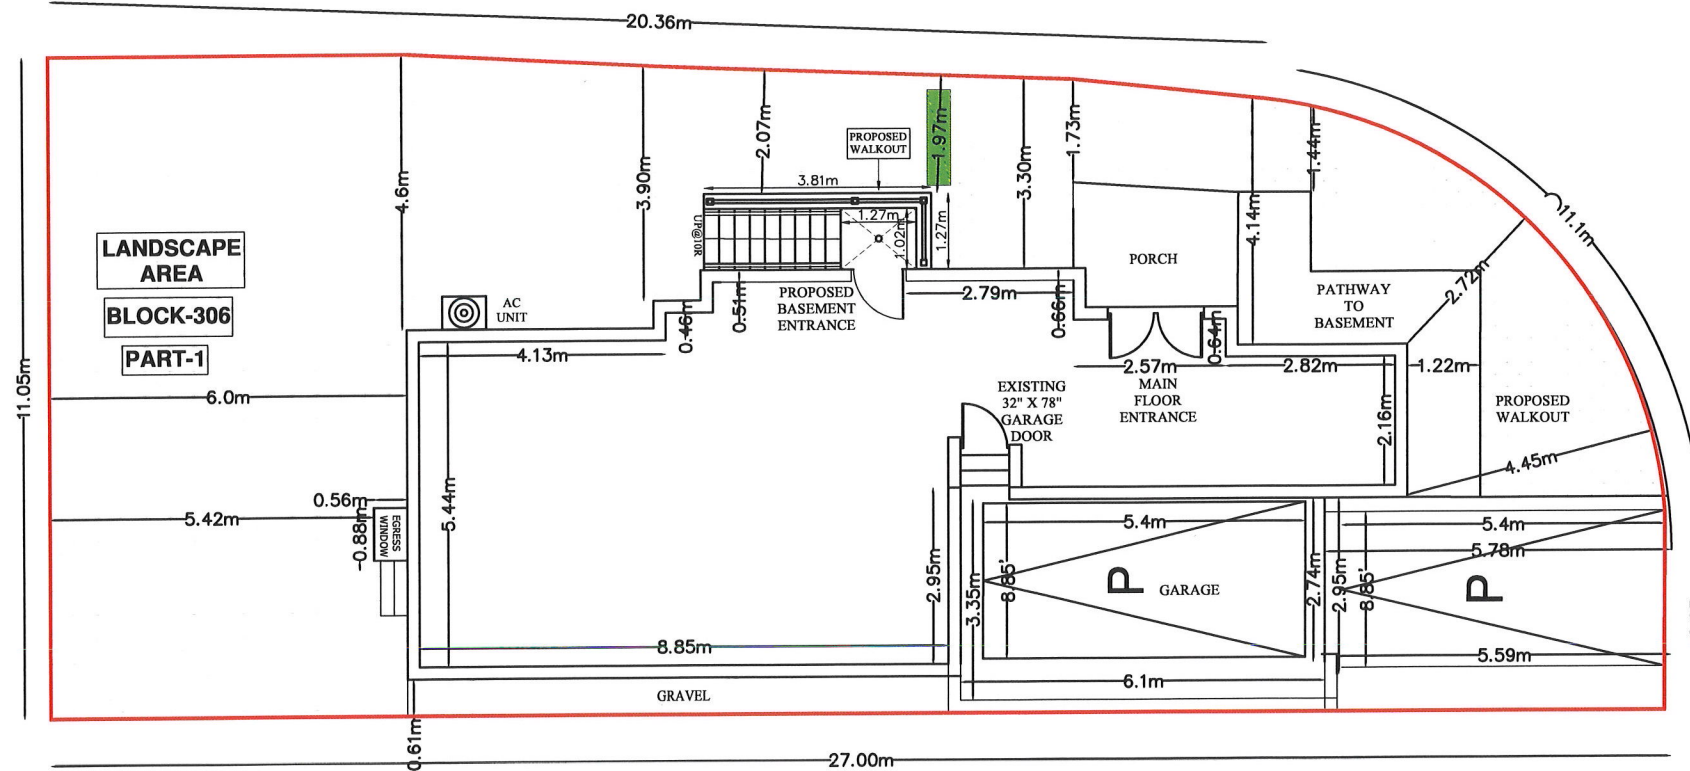 20.36m
11.1m
11.05m
27.00m
4.6m
3.90m
2.07m
PROPOSED
WALKOUT
1.97m
3.30m
1.73m
1.44m
4.14m
3.81m
UP@10R
1.27m
1.02m
1.27m
LANDSCAPE
AREA
BLOCK-306
PART-1
AC
UNIT
PORCH
PATHWAY
TO
BASEMENT
2.72m
0.46m
0.51m
PROPOSED
BASEMENT
ENTRANCE
2.79m
0.66m
0.64m
4.13m
2.57m
2.82m
1.22m
6.0m
EXISTING
32" X 78"
GARAGE
DOOR
MAIN
FLOOR
ENTRANCE
2.16m
PROPOSED
WALKOUT
4.45m
0.56m
5.42m
0.88m
EGRESS
WINDOW
5.44m
2.95m
3.35m
5.4m
8.85'
P
GARAGE
2.74m
2.95m
8.85'
5.4m
5.78m
P
5.59m
8.85m
6.1m
GRAVEL
0.61m